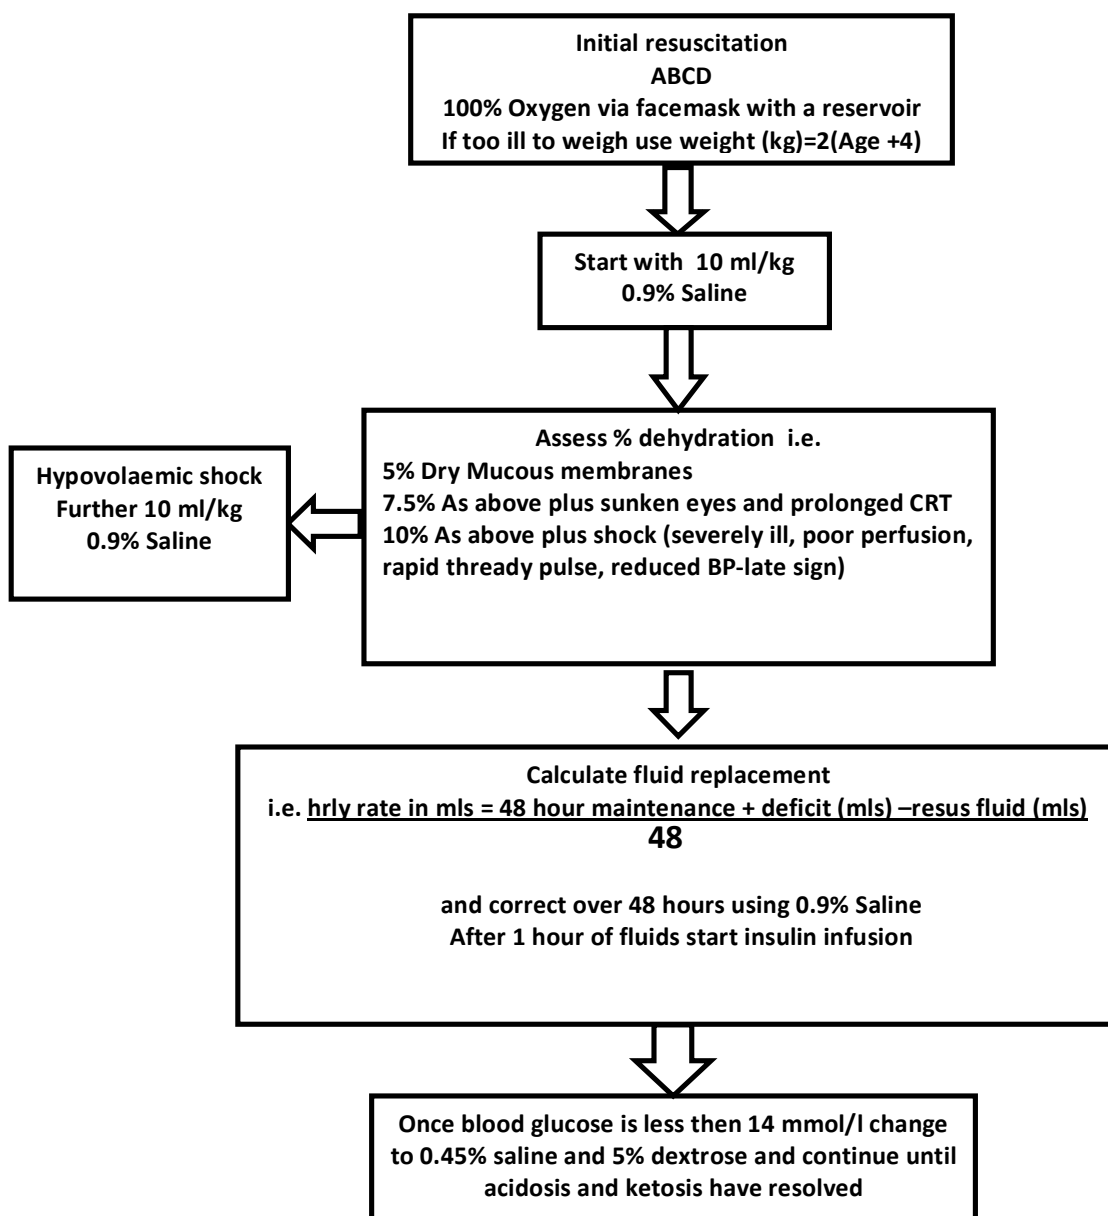 Initial resuscitation
ABCD
100% Oxygen via facemask with a reservoir
If too ill to weigh use weight (kg)=2(Age +4)
Start with 10 ml/kg
0.9% Saline
Assess % dehydration i.e.
5% Dry Mucous membranes
7.5% As above plus sunken eyes and prolonged CRT
10% As above plus shock (severely ill, poor perfusion,
rapid thready pulse, reduced BP-late sign)
Hypovolaemic shock
Further 10 ml/kg
0.9% Saline
Calculate fluid replacement
i.e. hrly rate in mls = 48 hour maintenance + deficit (mls) –resus fluid (mls)
48
and correct over 48 hours using 0.9% Saline
After 1 hour of fluids start insulin infusion
Once blood glucose is less then 14 mmol/l change
to 0.45% saline and 5% dextrose and continue until
acidosis and ketosis have resolved